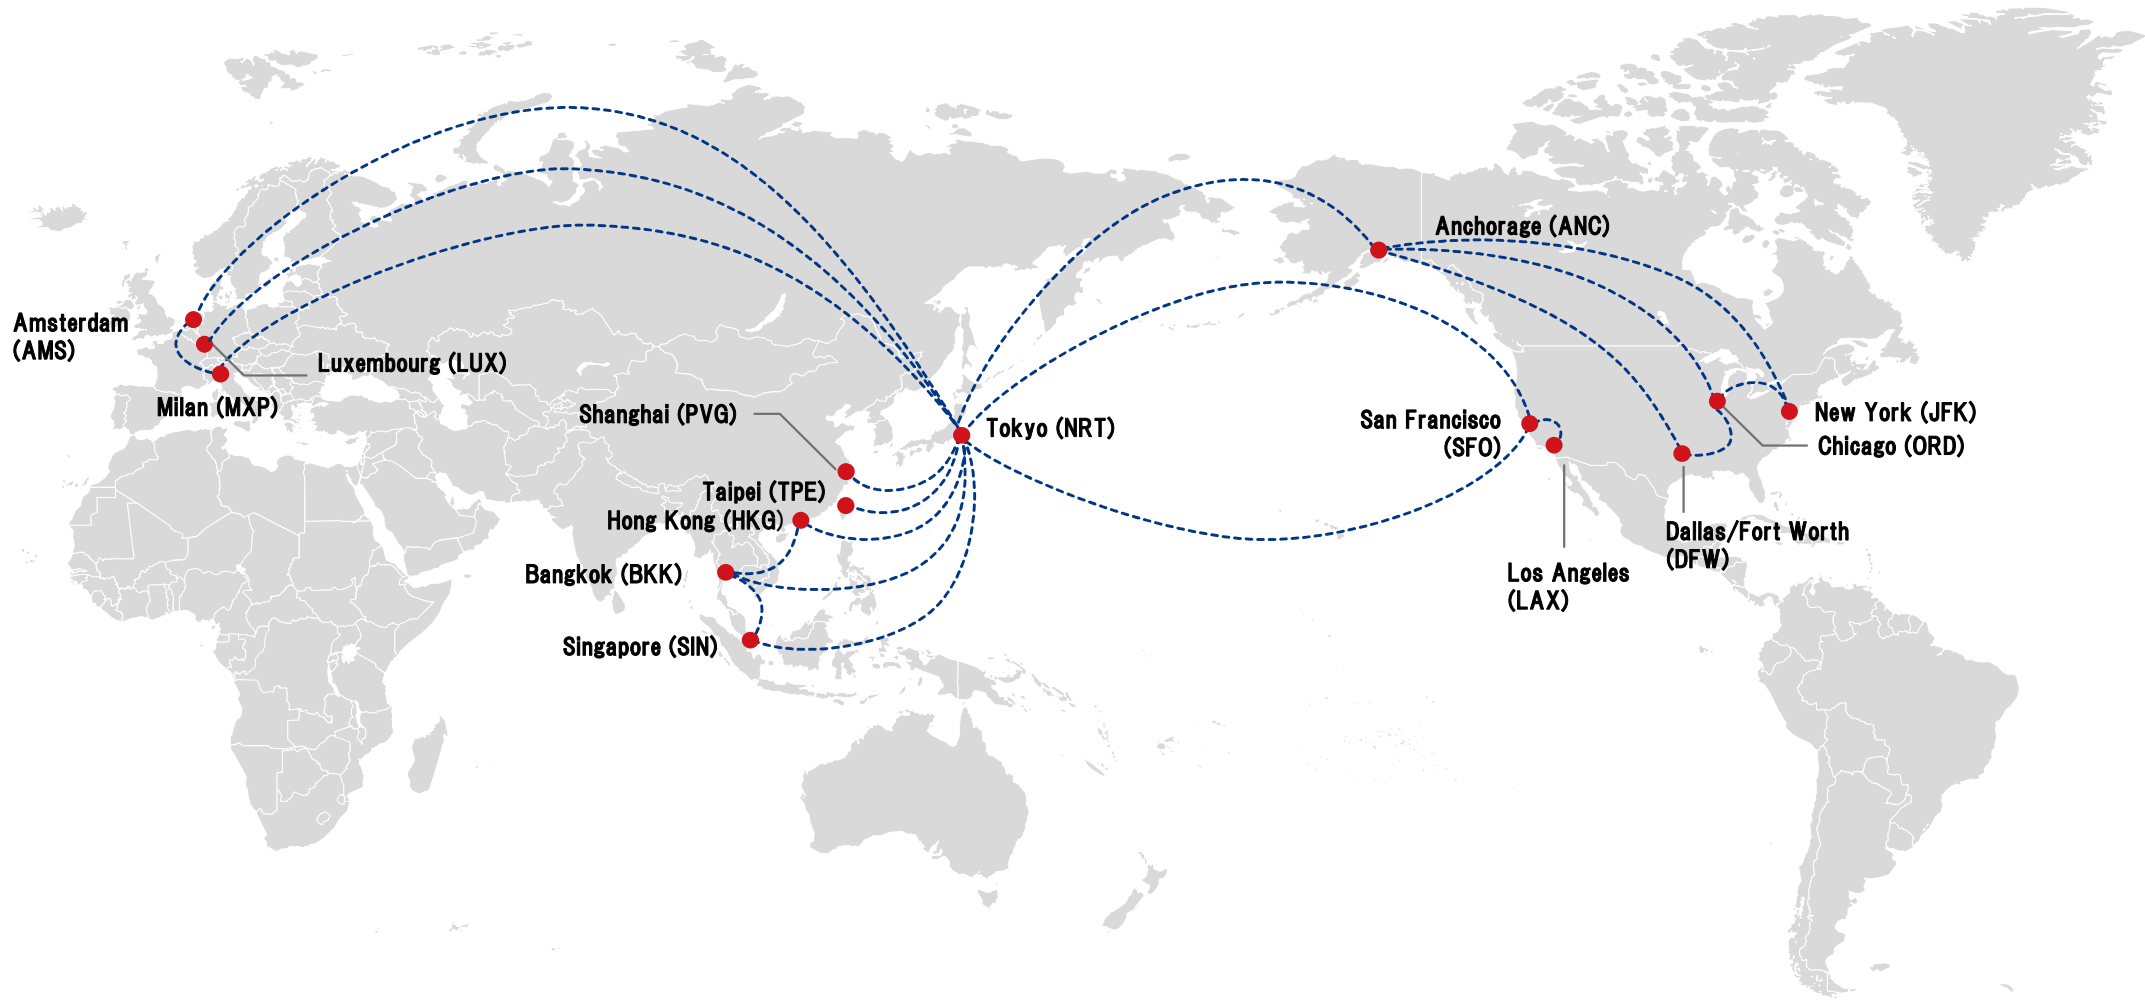 Amsterdam
(AMS)
Luxembourg (LUX)
Milan (MXP)
Shanghai (PVG)
Taipei (TPE)
Hong Kong (HKG)
Bangkok (BKK)
Singapore (SIN)
Tokyo (NRT)
Anchorage (ANC)
San Francisco
(SFO)
Los Angeles
(LAX)
New York (JFK)
Chicago (ORD)
Dallas/Fort Worth
(DFW)